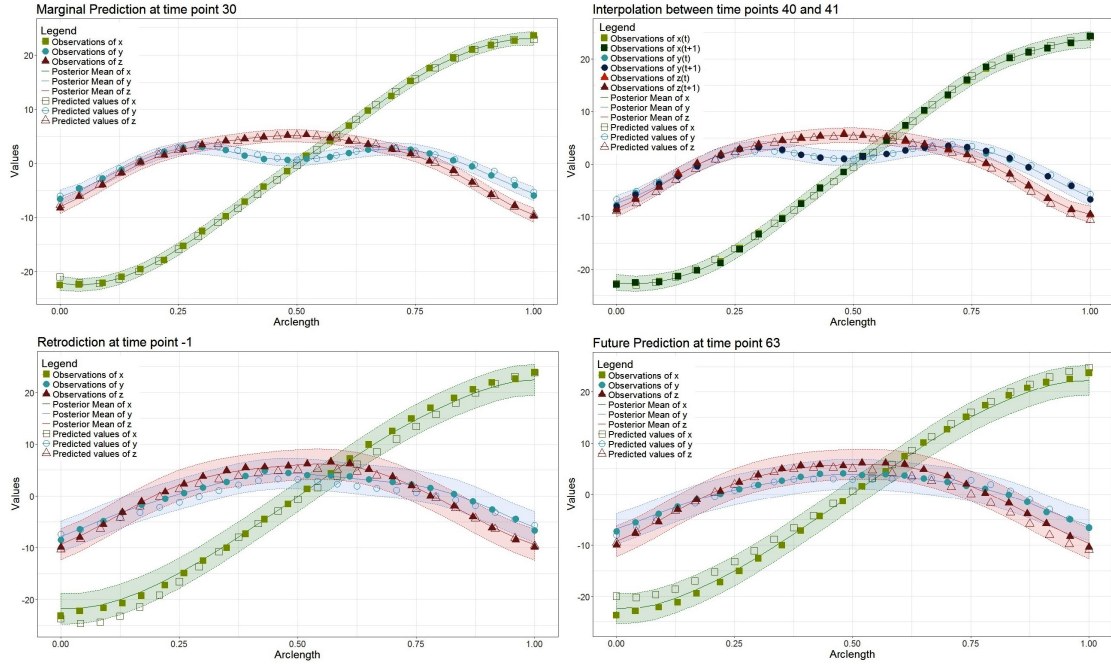 Marginal Prediction at time point 30
Legend
Observations of x
Observations of y
Observations of z
Posterior Mean of x
Posterior Mean of y
Posterior Mean of z
Predicted values of x
Predicted values of y
Predicted values of z
20
10
0
-10
-20
Values
0.00
0.25
0.50
0.75
1.00
Arclength
Interpolation between time points 40 and 41
Legend
Observations of x(t)
Observations of x(t+1)
Observations of y(t)
Observations of y(t+1)
Observations of z(t)
Observations of z(t+1)
Posterior Mean of x
Posterior Mean of y
Posterior Mean of z
Predicted values of x
Predicted values of y
Predicted values of z
20
10
0
-10
-20
Values
0.00
0.25
0.50
0.75
1.00
Arclength
Retrodiction at time point -1
Legend
Observations of x
Observations of y
Observations of z
Posterior Mean of x
Posterior Mean of y
Posterior Mean of z
Predicted values of x
Predicted values of y
Predicted values of z
20
10
0
-10
-20
Values
0.00
0.25
0.50
0.75
1.00
Arclength
Future Prediction at time point 63
Legend
Observations of x
Observations of y
Observations of z
Posterior Mean of x
Posterior Mean of y
Posterior Mean of z
Predicted values of x
Predicted values of y
Predicted values of z
20
10
0
-10
-20
Values
0.00
0.25
0.50
0.75
1.00
Arclength